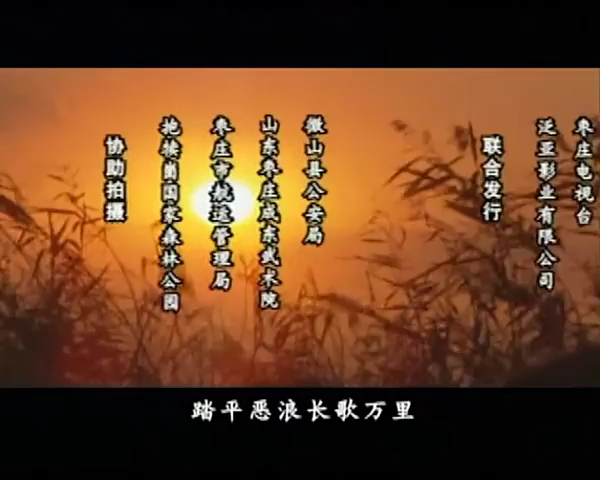 枣庄电视台
泛亚影业有限公司
联合发行
微山县公安局
山东枣庄成东武术院
枣庄市航运管理局
抱犊崮国家森林公园
协助拍摄
踏平恶浪长歌万里